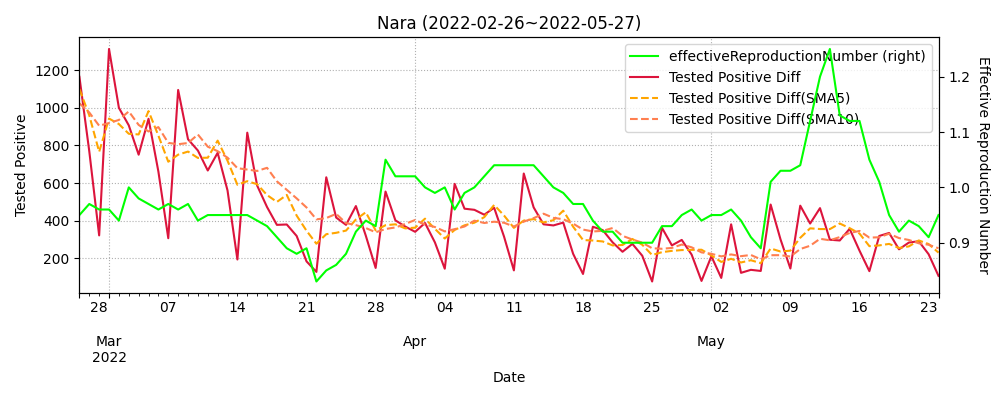 Nara (2022-02-26~2022-05-27)
effectiveReproductionNumber (right)
Tested Positive Diff
Tested Positive Diff(SMA5)
Tested Positive Diff(SMA10)
Tested Positive
1200
1000
800
600
400
200
Effective Reproduction Number
1.2
1.1
1.0
0.9
28 07 14 21 28 04 11 18 25 02 09 16 23
Mar Apr May
2022
Date